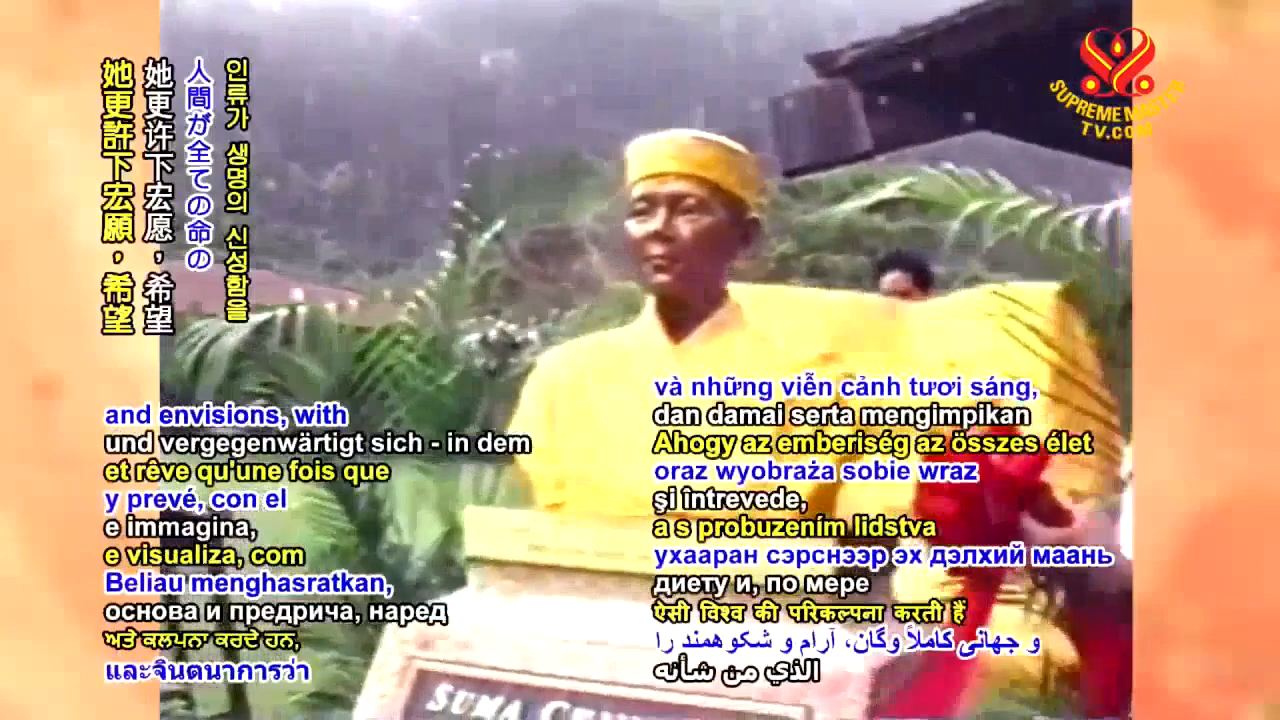 她更許下宏願，希望
她更许下宏愿，希望
人間が全ての命の
인류가 생명의 신성함을
SUPREME MASTER
TV.COM
and envisions, with
und vergegenwärtigt sich - in dem
et rêve qu'une fois que
y prevé, con el
e immagina,
e visualiza, com
Beliau menghasratkan,
основа и предрича, наред
ਅਤੇ ਕਲਪਨਾ ਕਰਦੇ ਹਨ,
และจินตนาการว่า
và những viễn cảnh tươi sáng,
dan damai serta mengimpikan
Ahogy az emberiség az összes élet
oraz wyobraża sobie wraz
şi întrevede,
a s probuzením lidstva
ухааран сэрснээр эх дэлхий маань
диету и, по мере
ऐसी विश्व की परिकल्पना करती हैं
و جهانی کاملاً وگان، آرام و شکوهمند را
الذي من شأنه
SUMA